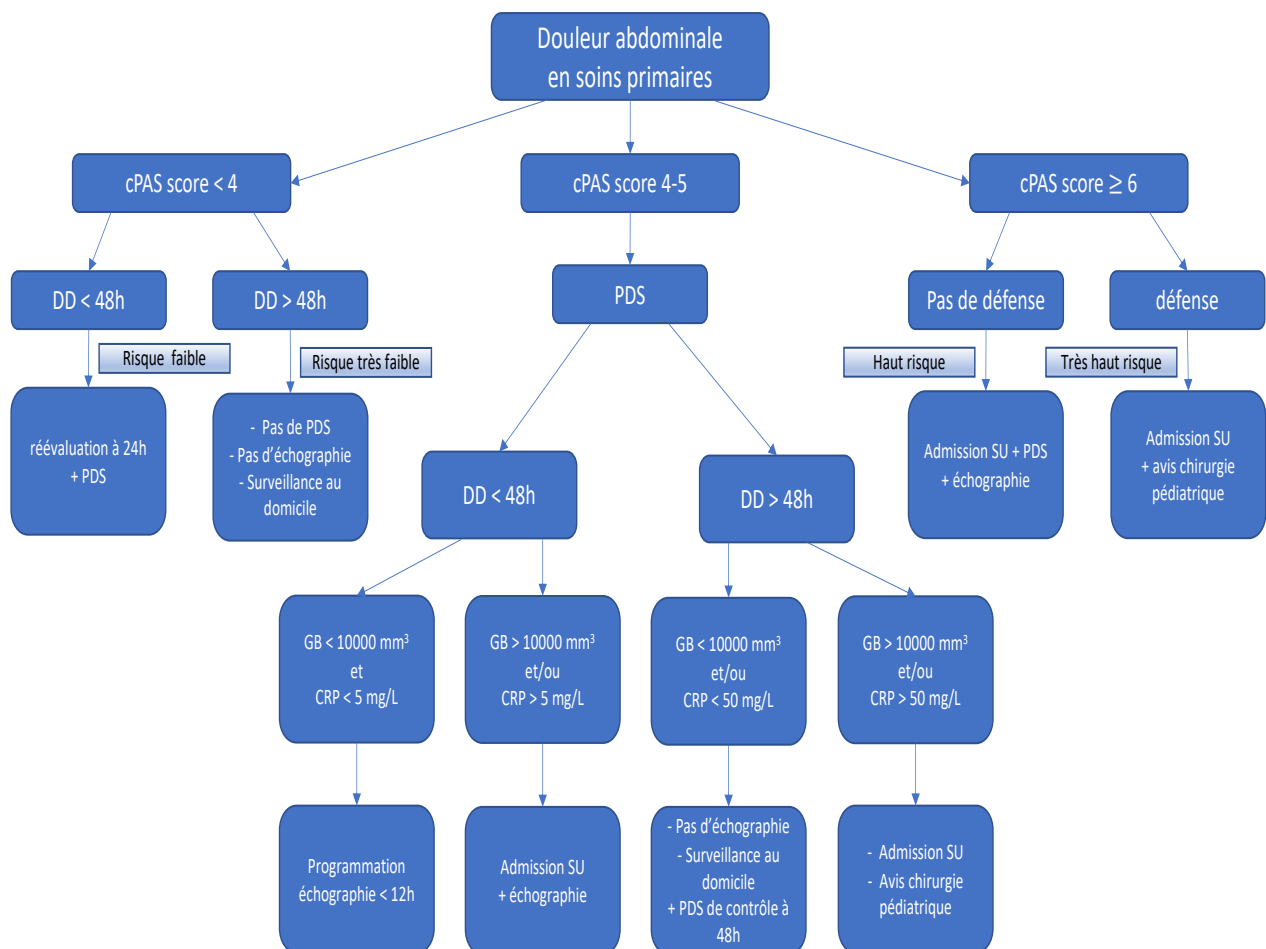 Douleur abdominale
en soins primaires
cPAS score < 4
cPAS score 4-5
cPAS score ≥ 6
DD < 48h
DD > 48h
PDS
Pas de défense
défense
Risque faible
Risque très faible
Haut risque
Très haut risque
réévaluation à 24h
+ PDS
- Pas de PDS
- Pas d'échographie
- Surveillance au
domicile
Admission SU + PDS
+ échographie
Admission SU
+ avis chirurgie
pédiatrique
DD < 48h
DD > 48h
GB < 10000 mm³
et
CRP < 5 mg/L
GB > 10000 mm³
et/ou
CRP > 5 mg/L
GB < 10000 mm³
et/ou
CRP < 50 mg/L
GB > 10000 mm³
et/ou
CRP > 50 mg/L
Programmation
échographie < 12h
Admission SU
+ échographie
- Pas d'échographie
- Surveillance au
domicile
+ PDS de contrôle à
48h
- Admission SU
- Avis chirurgie
pédiatrique